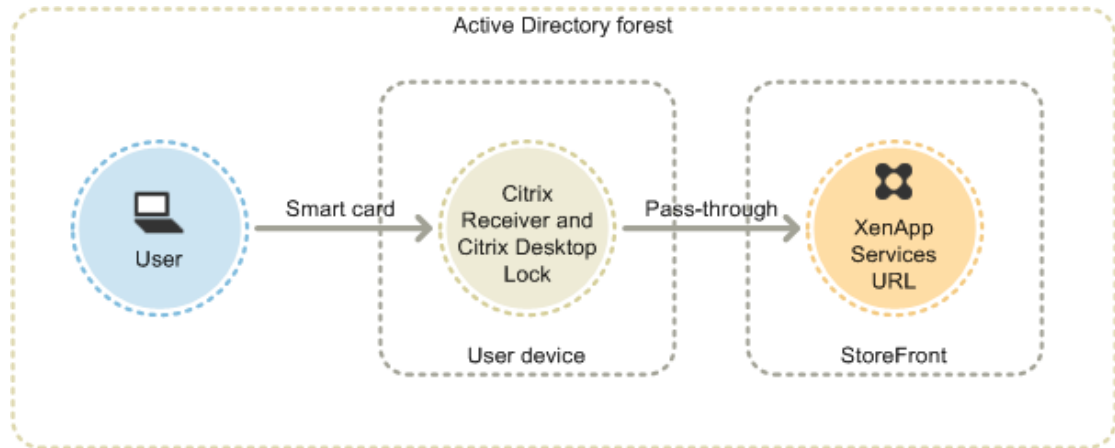 Active Directory forest
User
Smart card
Citrix
Receiver and
Citrix Desktop
Lock
User device
Pass-through
XenApp
Services
URL
StoreFront